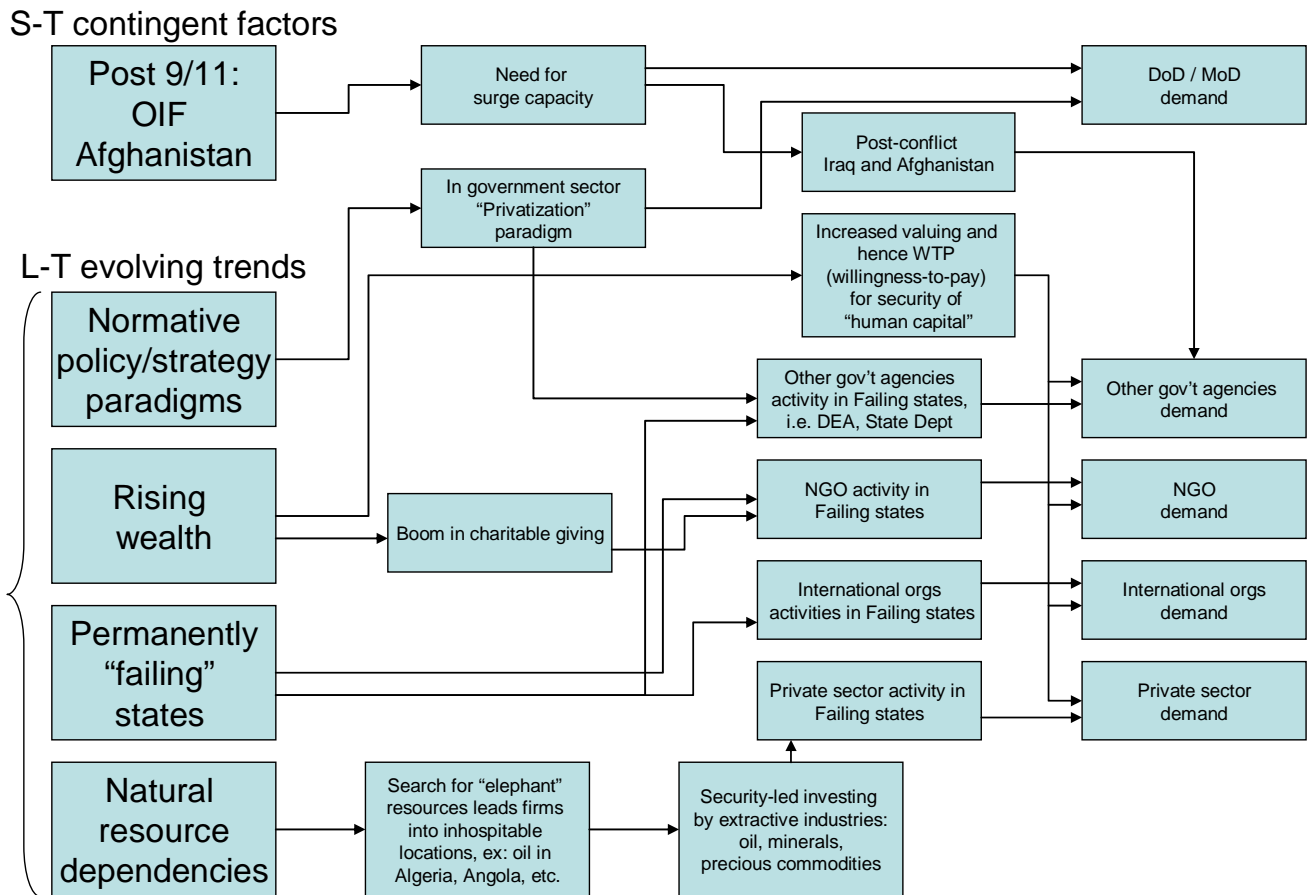 S-T contingent factors
Post 9/11:
OIF
Afghanistan
Need for
surge capacity
DoD / MoD
demand
Post-conflict
Iraq and Afghanistan
In government sector
“Privatization”
paradigm
Increased valuing and
hence WTP
(willingness-to-pay)
for security of
“human capital”
L-T evolving trends
Normative
policy/strategy
paradigms
Other gov’t agencies
activity in Failing states,
i.e. DEA, State Dept
Other gov’t agencies
demand
Rising
wealth
Boom in charitable giving
NGO activity in
Failing states
NGO
demand
International orgs
activities in Failing states
International orgs
demand
Permanently
“failing”
states
Private sector activity in
Failing states
Private sector
demand
Natural
resource
dependencies
Search for “elephant”
resources leads firms
into inhospitable
locations, ex: oil in
Algeria, Angola, etc.
Security-led investing
by extractive industries:
oil, minerals,
precious commodities